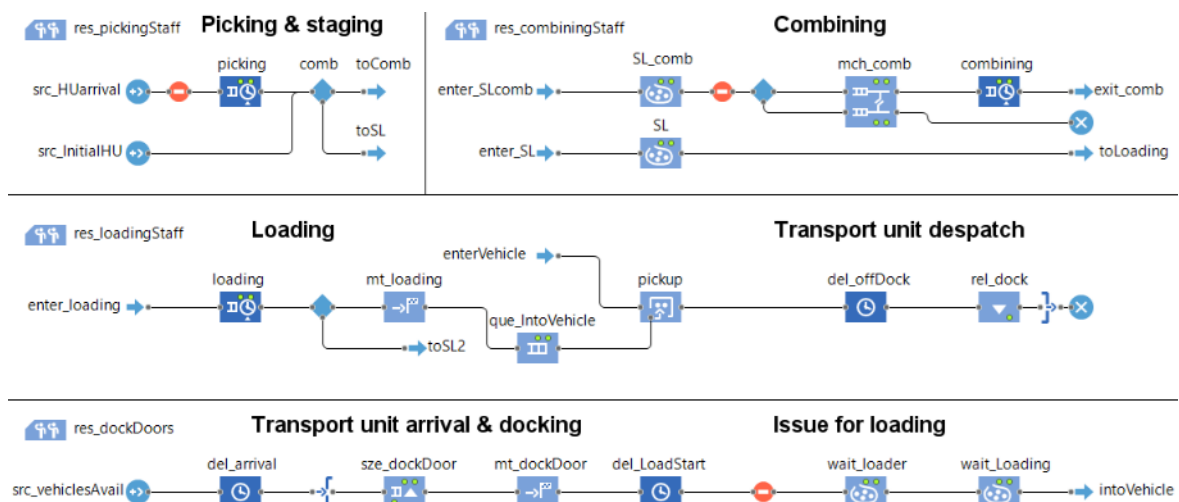 res_pickingStaff Picking & staging
picking comb toComb
src_HUarrival
toSL
src_InitialHU
res_combiningStaff Combining
SL_comb mch_comb combining
enter_SLcomb exit_comb
SL
enter_SL toLoading
res_loadingStaff Loading Transport unit despatch
enterVehicle
loading mt_loading pickup del_offDock rel_dock
enter_loading
que_IntoVehicle
toSL2
res_dockDoors Transport unit arrival & docking Issue for loading
del_arrival sze_dockDoor mt_dockDoor del_LoadStart wait_loader wait_Loading
src_vehiclesAvail intoVehicle